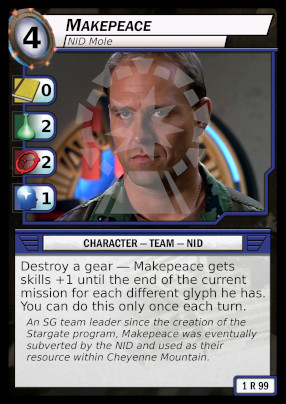 4
MAKEPEACE
NID Mole
0
2
2
1
CHARACTER – TEAM – NID
Destroy a gear — Makepeace gets
skills +1 until the end of the current
mission for each different glyph he has.
You can do this only once each turn.
An SG team leader since the creation of the
Stargate program, Makepeace was eventually
subverted by the NID and used as their
resource within Cheyenne Mountain.
1 R 99